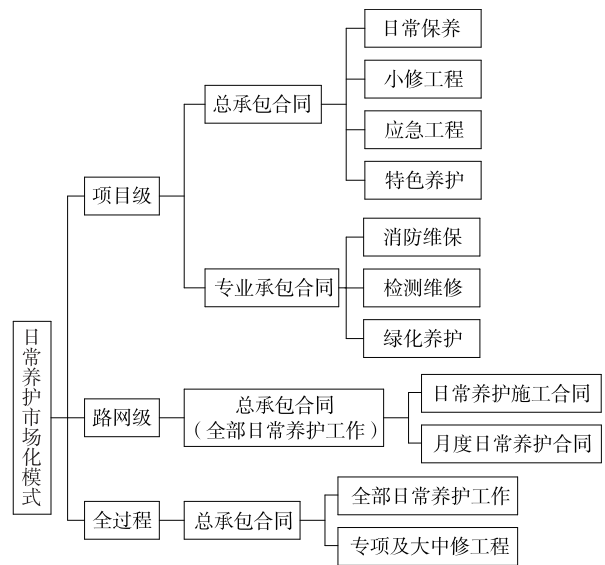 日常养护市场化模式
项目级
总承包合同
日常保养
小修工程
应急工程
特色养护
专业承包合同
消防维保
检测维修
绿化养护
路网级
总承包合同
（全部日常养护工作）
日常养护施工合同
月度日常养护合同
全过程
总承包合同
全部日常养护工作
专项及大中修工程